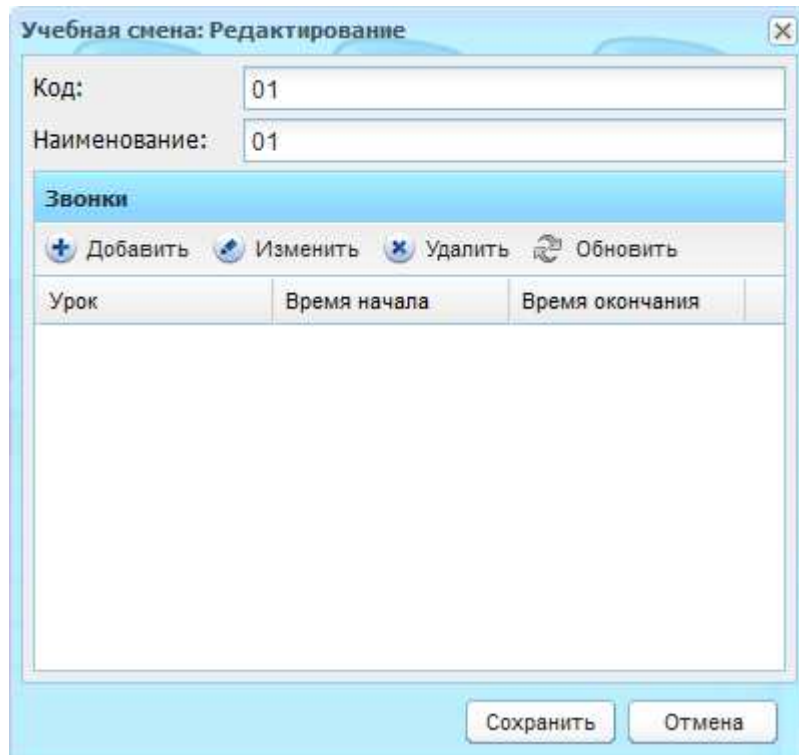 Учебная смена: Редактирование
Код: 01
Наименование: 01
Звонки
Добавить Изменить Удалить Обновить
Урок Время начала Время окончания
Сохранить Отмена